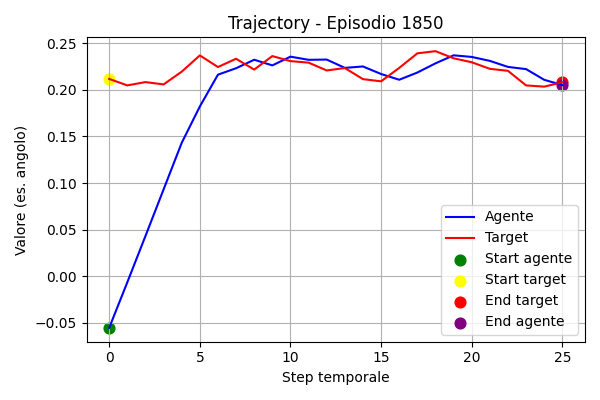 Trajectory - Episodio 1850
Valore (es. angolo)
0.25
0.20
0.15
0.10
0.05
0.00
−0.05
0
5
10
15
20
25
Step temporale
Agente
Target
Start agente
Start target
End target
End agente